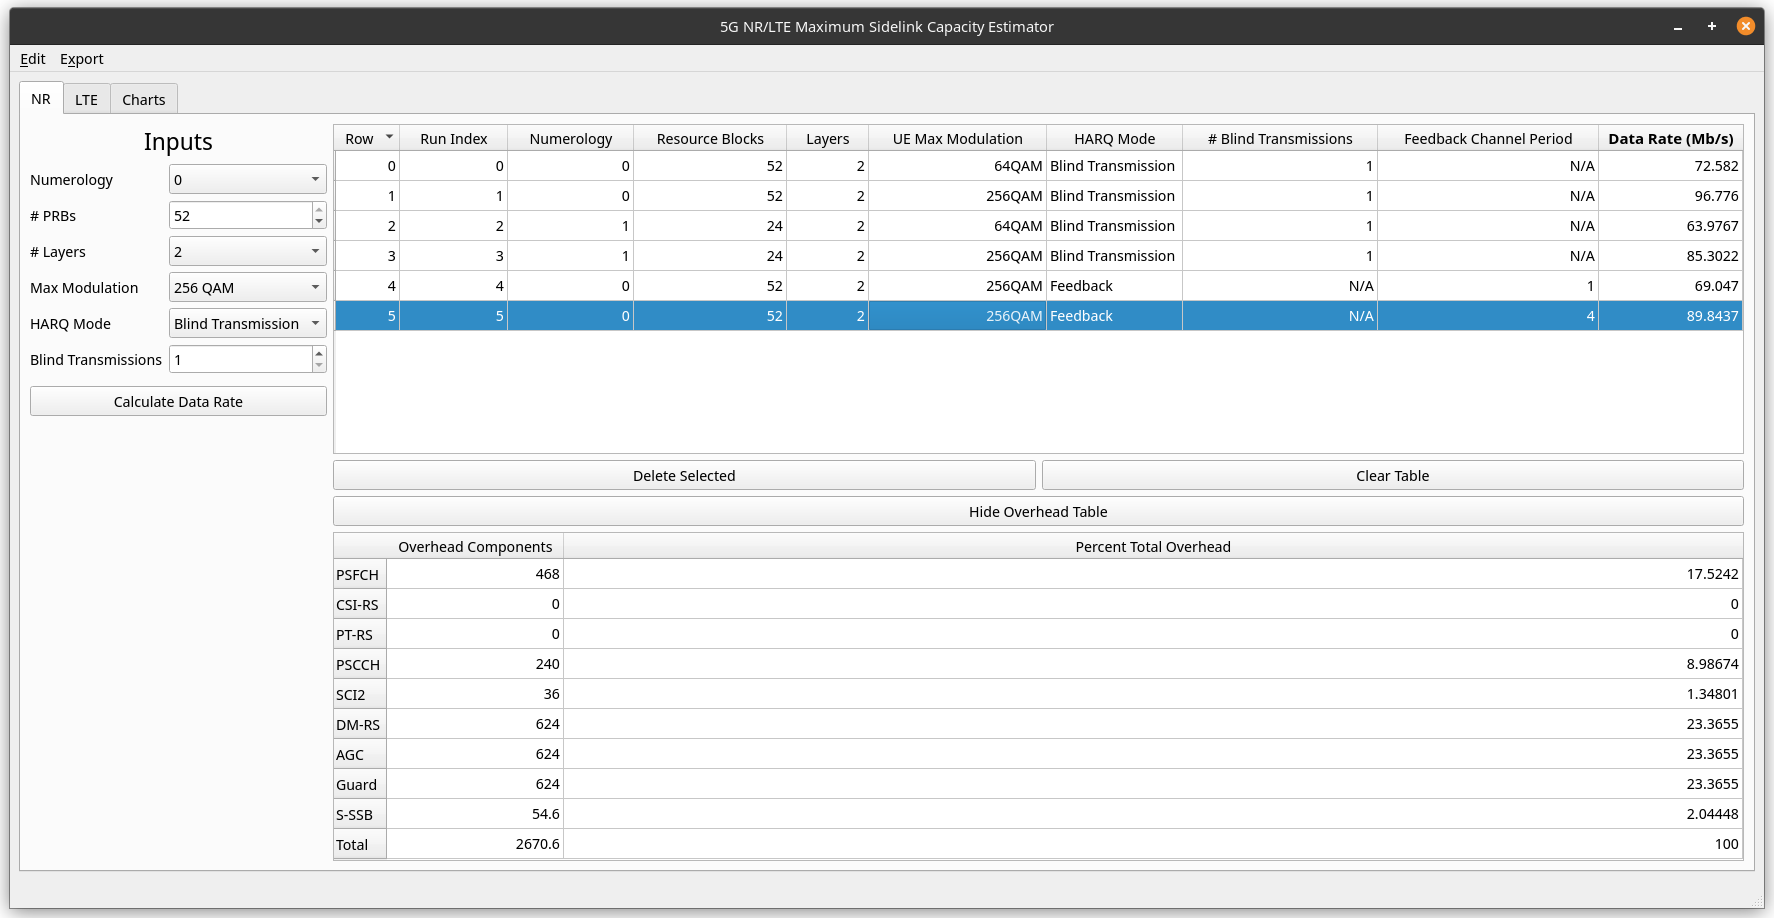 5G NR/LTE Maximum Sidelink Capacity Estimator
Edit Export
NR LTE Charts
Inputs
Numerology 0
# PRBs 52
# Layers 2
Max Modulation 256 QAM
HARQ Mode Blind Transmission
Blind Transmissions 1
Calculate Data Rate
Row Run Index Numerology Resource Blocks Layers UE Max Modulation HARQ Mode # Blind Transmissions Feedback Channel Period Data Rate (Mb/s)
0 0 0 52 2 64QAM Blind Transmission 1 N/A 72.582
1 1 0 52 2 256QAM Blind Transmission 1 N/A 96.776
2 2 1 24 2 64QAM Blind Transmission 1 N/A 63.9767
3 3 1 24 2 256QAM Blind Transmission 1 N/A 85.3022
4 4 0 52 2 256QAM Feedback N/A 1 69.047
5 5 0 52 2 256QAM Feedback N/A 4 89.8437
Delete Selected Clear Table
Hide Overhead Table
Overhead Components Percent Total Overhead
PSFCH 468 17.5242
CSI-RS 0 0
PT-RS 0 0
PSCCH 240 8.98674
SCI2 36 1.34801
DM-RS 624 23.3655
AGC 624 23.3655
Guard 624 23.3655
S-SSB 54.6 2.04448
Total 2670.6 100